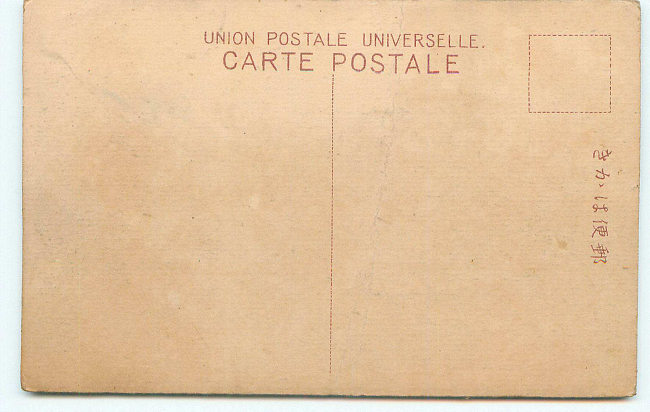 UNION POSTALE UNIVERSELLE.
CARTE POSTALE
郵便はかき